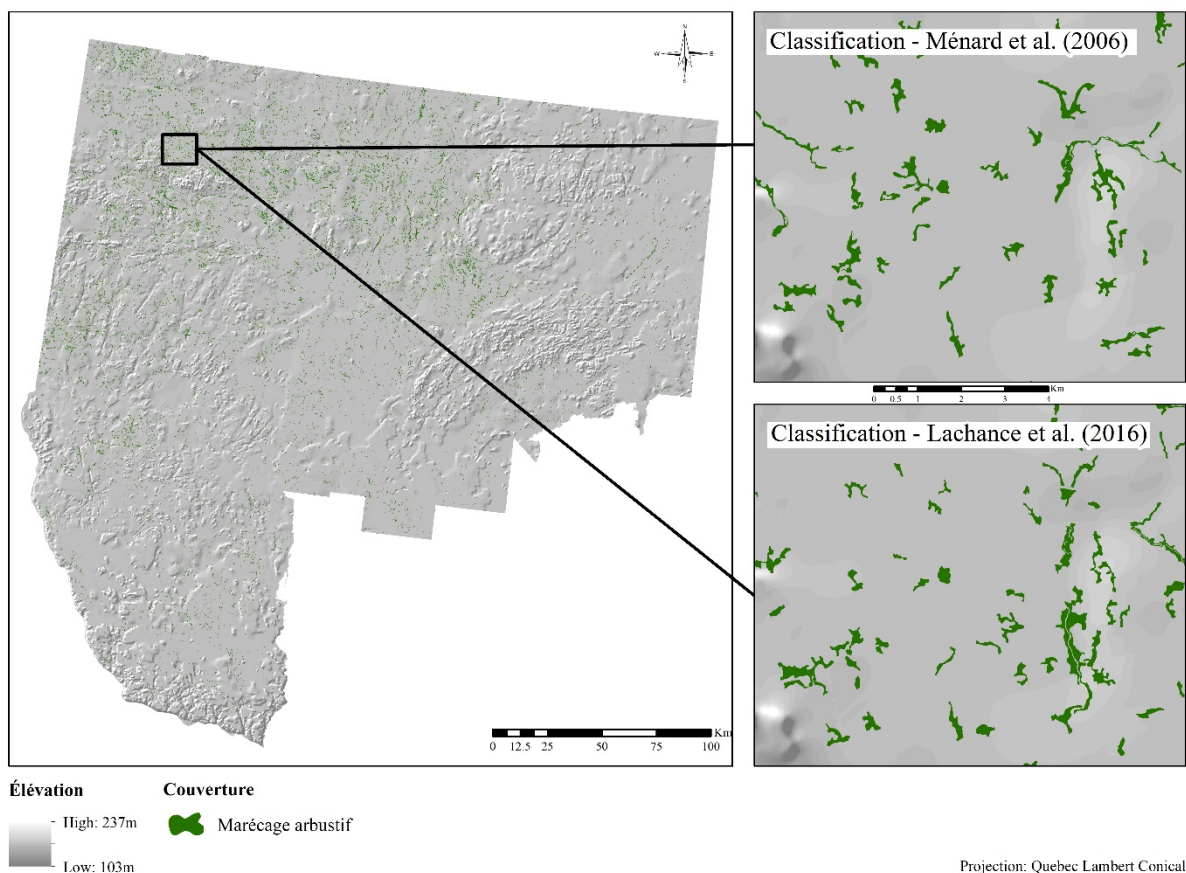 N
W E
S
Classification - Ménard et al. (2006)
Km
0 0.5 1 2 3 4
Classification - Lachance et al. (2016)
Km
0 12.5 25 50 75 100
Élévation
High: 237m
Low: 103m
Couverture
Marécage arbustif
Projection: Quebec Lambert Conical